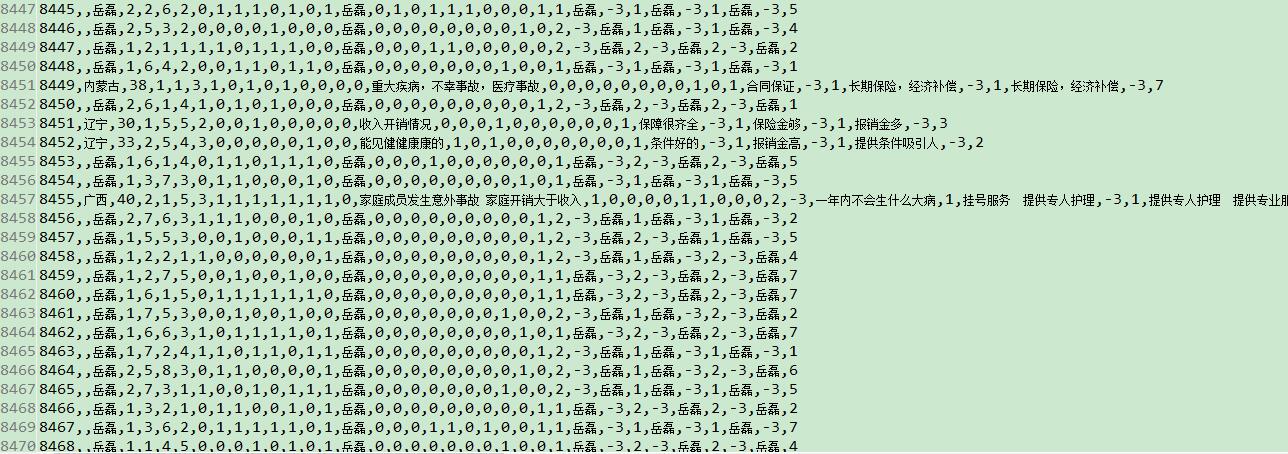 8447 8445,,岳磊,2,2,6,2,0,1,1,1,0,1,0,1,岳磊,0,1,0,1,1,1,0,0,0,1,1,岳磊,-3,1,岳磊,-3,1,岳磊,-3,5
8448 8446,,岳磊,2,5,3,2,0,0,0,0,1,0,0,0,岳磊,0,0,0,0,0,0,0,0,1,0,2,-3,岳磊,1,岳磊,-3,1,岳磊,-3,4
8449 8447,,岳磊,1,2,1,1,1,1,0,1,1,1,0,0,岳磊,0,0,0,1,1,0,0,0,0,0,2,-3,岳磊,2,-3,岳磊,2,-3,岳磊,2
8450 8448,,岳磊,1,6,4,2,0,0,1,1,0,1,1,0,岳磊,0,0,0,0,0,0,0,1,0,0,1,岳磊,-3,1,岳磊,-3,1,岳磊,-3,1
8451 8449,内蒙古,38,1,1,3,1,0,1,0,1,0,0,0,0,重大疾病，不幸事故，医疗事故,0,0,0,0,0,0,0,0,1,0,1,合同保证,-3,1,长期保险，经济补偿,-3,1,长期保险，经济补偿,-3,7
8452 8450,,岳磊,2,6,1,4,1,0,1,0,1,0,0,0,岳磊,0,0,0,0,0,0,0,0,0,1,2,-3,岳磊,2,-3,岳磊,2,-3,岳磊,1
8453 8451,辽宁,30,1,5,5,2,0,0,1,0,0,0,0,0,收入开销情况,0,0,0,1,0,0,0,0,0,0,1,保障很齐全,-3,1,保险金够,-3,1,报销金多,-3,3
8454 8452,辽宁,33,2,5,4,3,0,0,0,0,0,1,0,0,能见健健康康的,1,0,1,0,0,0,0,0,0,0,1,条件好的,-3,1,报销金高,-3,1,提供条件吸引人,-3,2
8455 8453,,岳磊,1,6,1,4,0,1,1,0,1,1,1,0,岳磊,0,0,0,1,0,0,0,0,0,0,1,岳磊,-3,2,-3,岳磊,2,-3,岳磊,5
8456 8454,,岳磊,1,3,7,3,0,1,0,1,1,0,1,0,岳磊,0,0,0,0,0,0,0,0,1,0,1,岳磊,-3,1,岳磊,-3,1,岳磊,-3,5
8457 8455,广西,40,2,1,5,3,1,1,1,1,1,1,1,0,家庭成员发生意外事故 家庭开销大于收入,1,0,0,0,0,1,1,0,0,0,2,-3,一年内不会生什么大病,1,挂号服务　提供专人护理,-3,1,提供专人护理　提供专业
8458 8456,,岳磊,2,7,6,3,1,1,1,0,0,0,0,1,岳磊,0,0,0,0,0,0,0,0,0,1,2,-3,岳磊,1,岳磊,-3,1,岳磊,-3,2
8459 8457,,岳磊,1,5,5,3,0,0,1,0,0,0,1,1,岳磊,0,0,0,0,0,0,0,0,0,1,2,-3,岳磊,2,-3,岳磊,1,岳磊,-3,5
8460 8458,,岳磊,1,2,2,1,1,0,0,0,0,0,0,1,岳磊,0,0,0,0,0,0,0,0,0,1,2,-3,岳磊,1,岳磊,-3,2,-3,岳磊,4
8461 8459,,岳磊,1,2,7,5,0,0,1,0,0,1,0,0,岳磊,0,0,0,0,0,0,0,0,0,1,1,岳磊,-3,2,-3,岳磊,2,-3,岳磊,7
8462 8460,,岳磊,1,6,1,5,0,1,1,1,1,1,1,0,岳磊,0,0,0,0,0,0,0,0,0,1,1,岳磊,-3,2,-3,岳磊,2,-3,岳磊,7
8463 8461,,岳磊,1,7,5,3,0,0,1,0,0,0,0,1,岳磊,0,0,0,0,0,0,0,1,0,0,2,-3,岳磊,1,岳磊,-3,2,-3,岳磊,2
8464 8462,,岳磊,1,6,6,3,1,0,1,1,1,1,0,1,岳磊,0,0,0,0,0,0,0,0,1,0,1,岳磊,-3,2,-3,岳磊,2,-3,岳磊,7
8465 8463,,岳磊,1,7,2,4,1,1,0,1,1,0,1,1,岳磊,0,0,0,0,0,0,0,0,0,1,2,-3,岳磊,1,岳磊,-3,1,岳磊,-3,1
8466 8464,,岳磊,2,5,8,3,0,1,1,0,0,0,0,1,岳磊,0,0,0,0,0,0,0,0,0,1,2,-3,岳磊,1,岳磊,-3,2,-3,岳磊,6
8467 8465,,岳磊,2,7,3,1,1,0,0,1,0,1,1,1,岳磊,0,0,0,0,0,0,0,1,0,0,2,-3,岳磊,1,岳磊,-3,1,岳磊,-3,5
8468 8466,,岳磊,1,3,2,1,0,1,1,0,0,1,0,1,岳磊,0,0,0,0,0,0,0,0,0,1,1,岳磊,-3,2,-3,岳磊,2,-3,岳磊,2
8469 8467,,岳磊,1,3,6,2,0,1,1,0,0,0,1,0,岳磊,0,0,0,1,1,0,1,0,1,0,0,1,岳磊,-3,1,岳磊,-3,1,岳磊,-3,7
8470 8468,,岳磊,1,1,4,5,0,0,0,1,0,1,0,1,岳磊,0,0,0,0,0,0,0,1,0,0,1,岳磊,-3,2,-3,岳磊,2,-3,岳磊,4